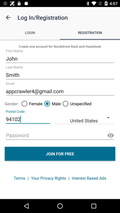 4:57
Log In/Registration
LOGIN
REGISTRATION
Create one account for Nordstrom Rack and HauteLook
First Name
John
Last Name
Smith
Email
appcrawler4@gmail.com
Gender: Female Male Unspecified
Postal Code
94102 United States
Password
JOIN FOR FREE
Terms | Your Privacy Rights | Interest Based Ads